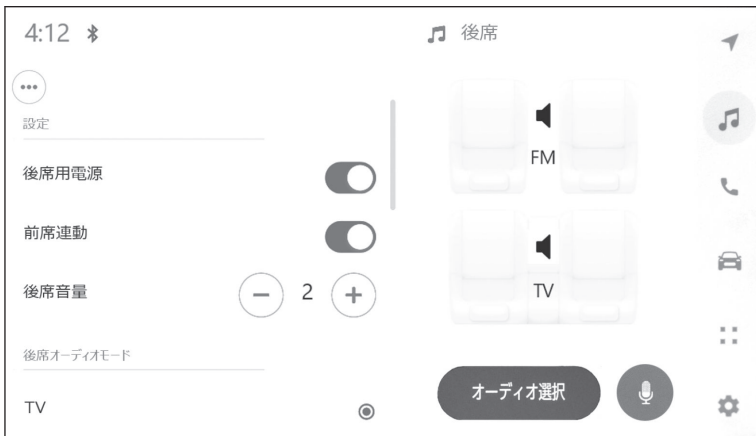 4:12
後席
設定
後席用電源
前席連動
後席音量
2
後席オーディオモード
TV
FM
TV
オーディオ選択